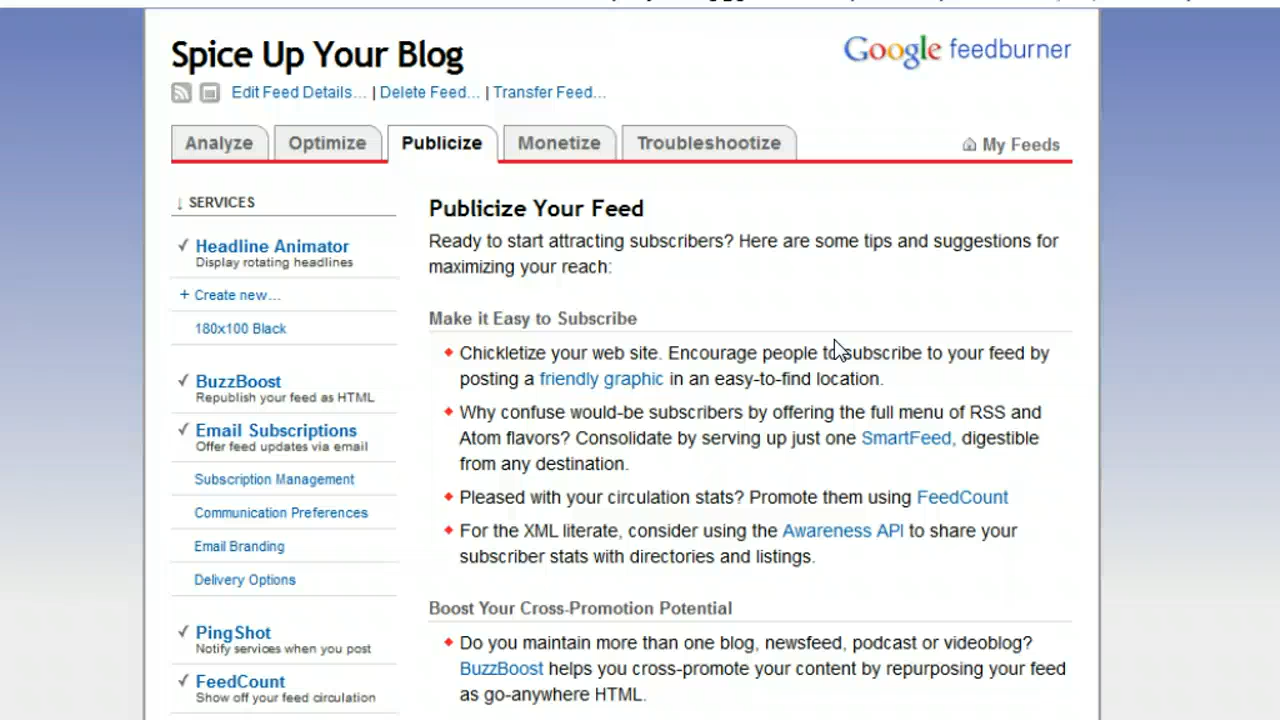 Spice Up Your Blog
Google feedburner
Edit Feed Details... | Delete Feed... | Transfer Feed...
Analyze
Optimize
Publicize
Monetize
Troubleshootize
My Feeds
↓ SERVICES
Headline Animator
Display rotating headlines
+ Create new...
180x100 Black
BuzzBoost
Republish your feed as HTML
Email Subscriptions
Offer feed updates via email
Subscription Management
Communication Preferences
Email Branding
Delivery Options
PingShot
Notify services when you post
FeedCount
Show off your feed circulation
Publicize Your Feed
Ready to start attracting subscribers? Here are some tips and suggestions for
maximizing your reach:
Make it Easy to Subscribe
Chickletize your web site. Encourage people to subscribe to your feed by
posting a friendly graphic in an easy-to-find location.
Why confuse would-be subscribers by offering the full menu of RSS and
Atom flavors? Consolidate by serving up just one SmartFeed, digestible
from any destination.
Pleased with your circulation stats? Promote them using FeedCount
For the XML literate, consider using the Awareness API to share your
subscriber stats with directories and listings.
Boost Your Cross-Promotion Potential
Do you maintain more than one blog, newsfeed, podcast or videoblog?
BuzzBoost helps you cross-promote your content by repurposing your feed
as go-anywhere HTML.